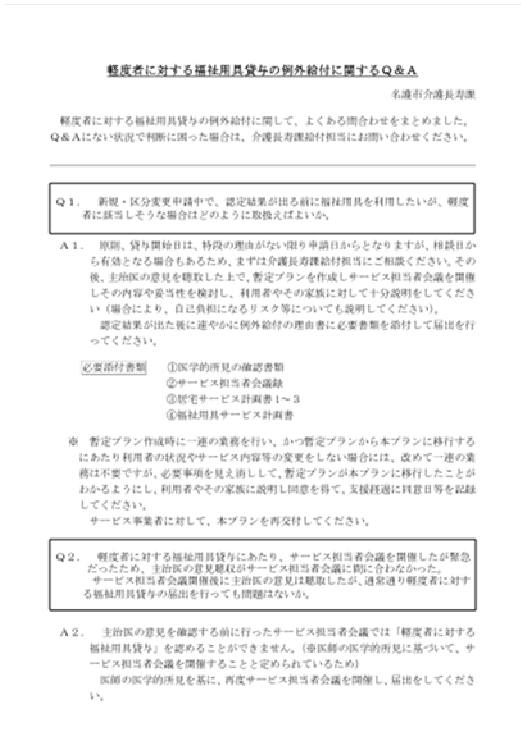 軽度者に対する福祉用具貸与の例外給付に関するQ＆A
名護市介護長寿課
軽度者に対する福祉用具貸与の例外給付に関して、よくある問合わせをまとめました。
Q＆Aにない状況で判断に困った場合は、介護長寿課給付担当にお問い合わせください。
Q１． 新規・区分変更申請中で、認定結果が出る前に福祉用具を利用したいが、軽度
者に該当しそうな場合はどのように取扱えばよいか。
A１． 原則、貸与開始日は、特段の理由がない限り申請日からとなりますが、相談日か
ら有効となる場合もあるため、まずは介護長寿課給付担当にご相談ください。その
後、主治医の意見を聴取した上で、暫定プランを作成しサービス担当者会議を開催
しその内容や妥当性を検討し、利用者やその家族に対して十分説明をしてくださ
い（場合により、自己負担になるリスク等についても説明してください）。
認定結果が出た後に速やかに例外給付の理由書に必要書類を添付して届出を行
ってください。
必要添付書類 ①医学的所見の確認書類
②サービス担当者会議録
③居宅サービス計画書１～３
④福祉用具サービス計画書
※ 暫定プラン作成時に一連の業務を行い、かつ暫定プランから本プランに移行する
にあたり利用者の状況やサービス内容等の変更をしない場合には、改めて一連の業
務は不要ですが、必要事項を見え消しして、暫定プランが本プランに移行したことが
わかるようにし、利用者やその家族に説明し同意を得て、支援経過に同意日等を記録
してください。
サービス事業者に対して、本プランを再交付してください。
Q２． 軽度者に対する福祉用具貸与にあたり、サービス担当者会議を開催したが緊急
だったため、主治医の意見聴取がサービス担当者会議に間に合わなかった。
サービス担当者会議開催後に主治医の意見は聴取したが、通常通り軽度者に対す
る福祉用具貸与の届出を行っても問題はないか。
A２． 主治医の意見を確認する前に行ったサービス担当者会議では「軽度者に対する
福祉用具貸与」を認めることができません。（※医師の医学的所見に基づいて、サ
ービス担当者会議を開催することと定められているため）
医師の医学的所見を基に、再度サービス担当者会議を開催し、届出をしてくださ
い。